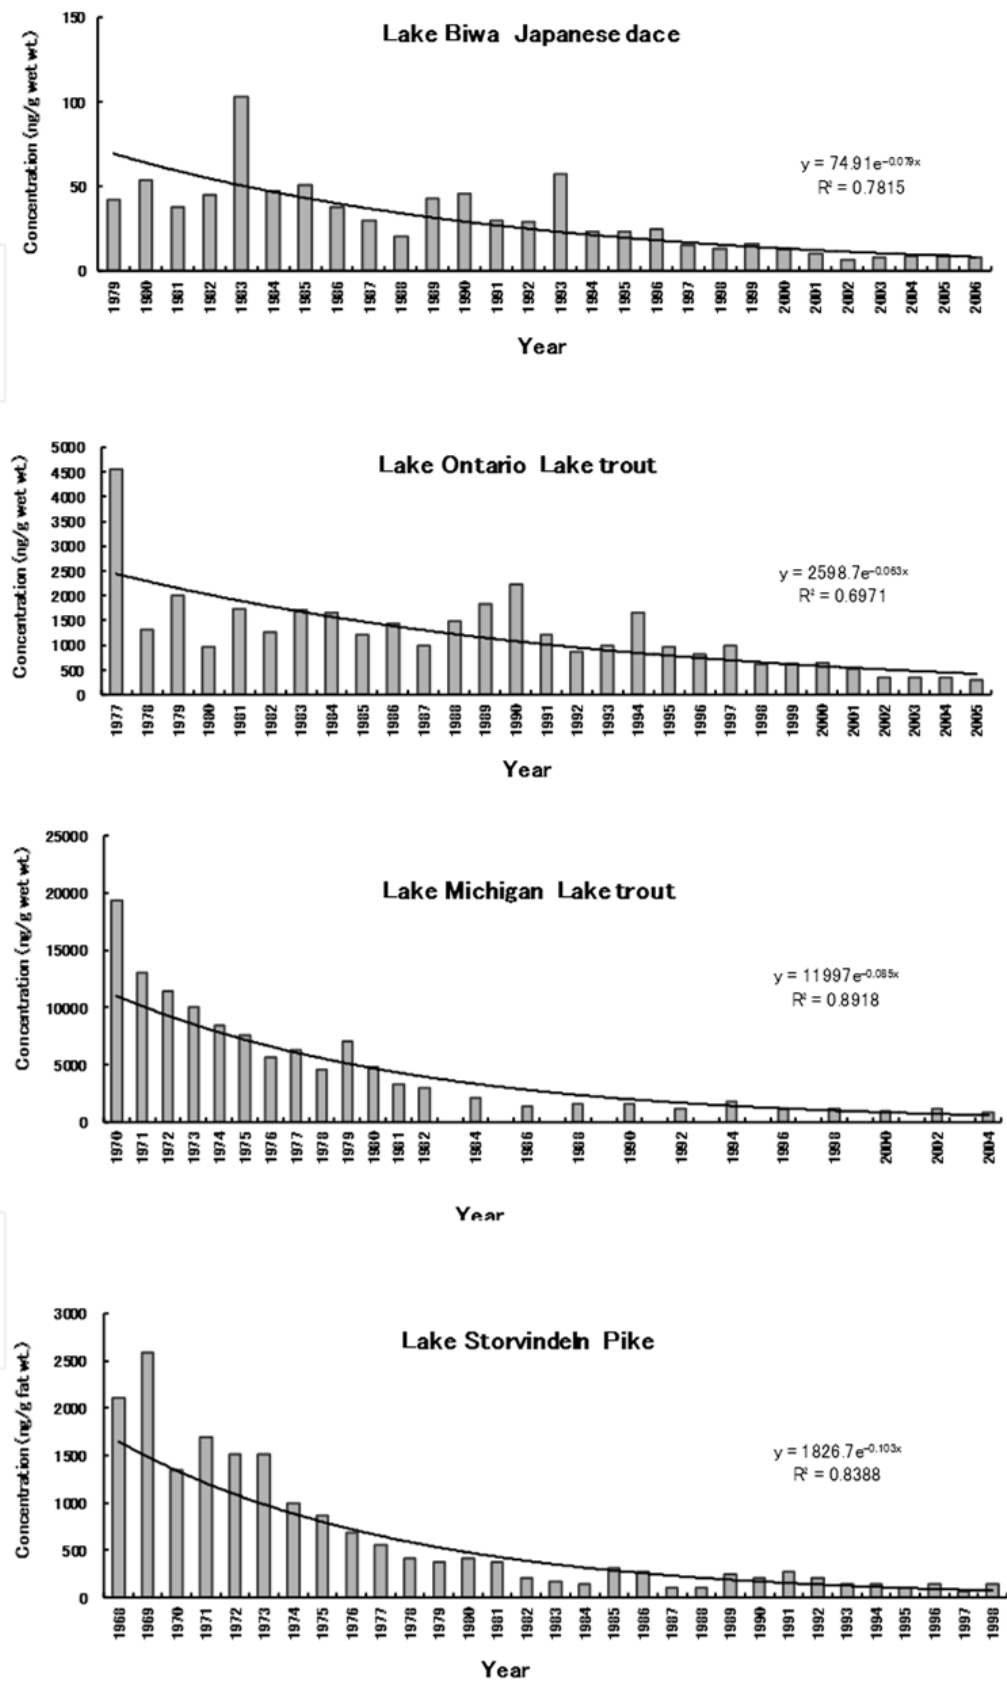 Lake Biwa Japanese dace
Concentration (ng/g wet wt.)
150
100
50
0
y = 74.91e^-0.079x
R² = 0.7815
1979 1980 1981 1982 1983 1984 1985 1986 1987 1988 1989 1990 1991 1992 1993 1994 1995 1996 1997 1998 1999 2000 2001 2002 2003 2004 2005 2006
Year
Lake Ontario Lake trout
Concentration (ng/g wet wt.)
5000
4500
4000
3500
3000
2500
2000
1500
1000
500
0
y = 2598.7e^-0.063x
R² = 0.6971
1977 1978 1979 1980 1981 1982 1983 1984 1985 1986 1987 1988 1989 1990 1991 1992 1993 1994 1995 1996 1997 1998 1999 2000 2001 2002 2003 2004 2005
Year
Lake Michigan Lake trout
Concentration (ng/g wet wt.)
25000
20000
15000
10000
5000
0
y = 11997e^-0.085x
R² = 0.8918
1970 1971 1972 1973 1974 1975 1976 1977 1978 1979 1980 1981 1982 1984 1986 1988 1990 1992 1994 1996 1998 2000 2002 2004
Year
Lake Storvindeln Pike
Concentration (ng/g fat wt.)
3000
2500
2000
1500
1000
500
0
y = 1826.7e^-0.103x
R² = 0.8388
1968 1969 1970 1971 1972 1973 1974 1975 1976 1977 1978 1979 1980 1981 1982 1983 1984 1985 1986 1987 1988 1989 1990 1991 1992 1993 1994 1995 1996 1997 1998
Year